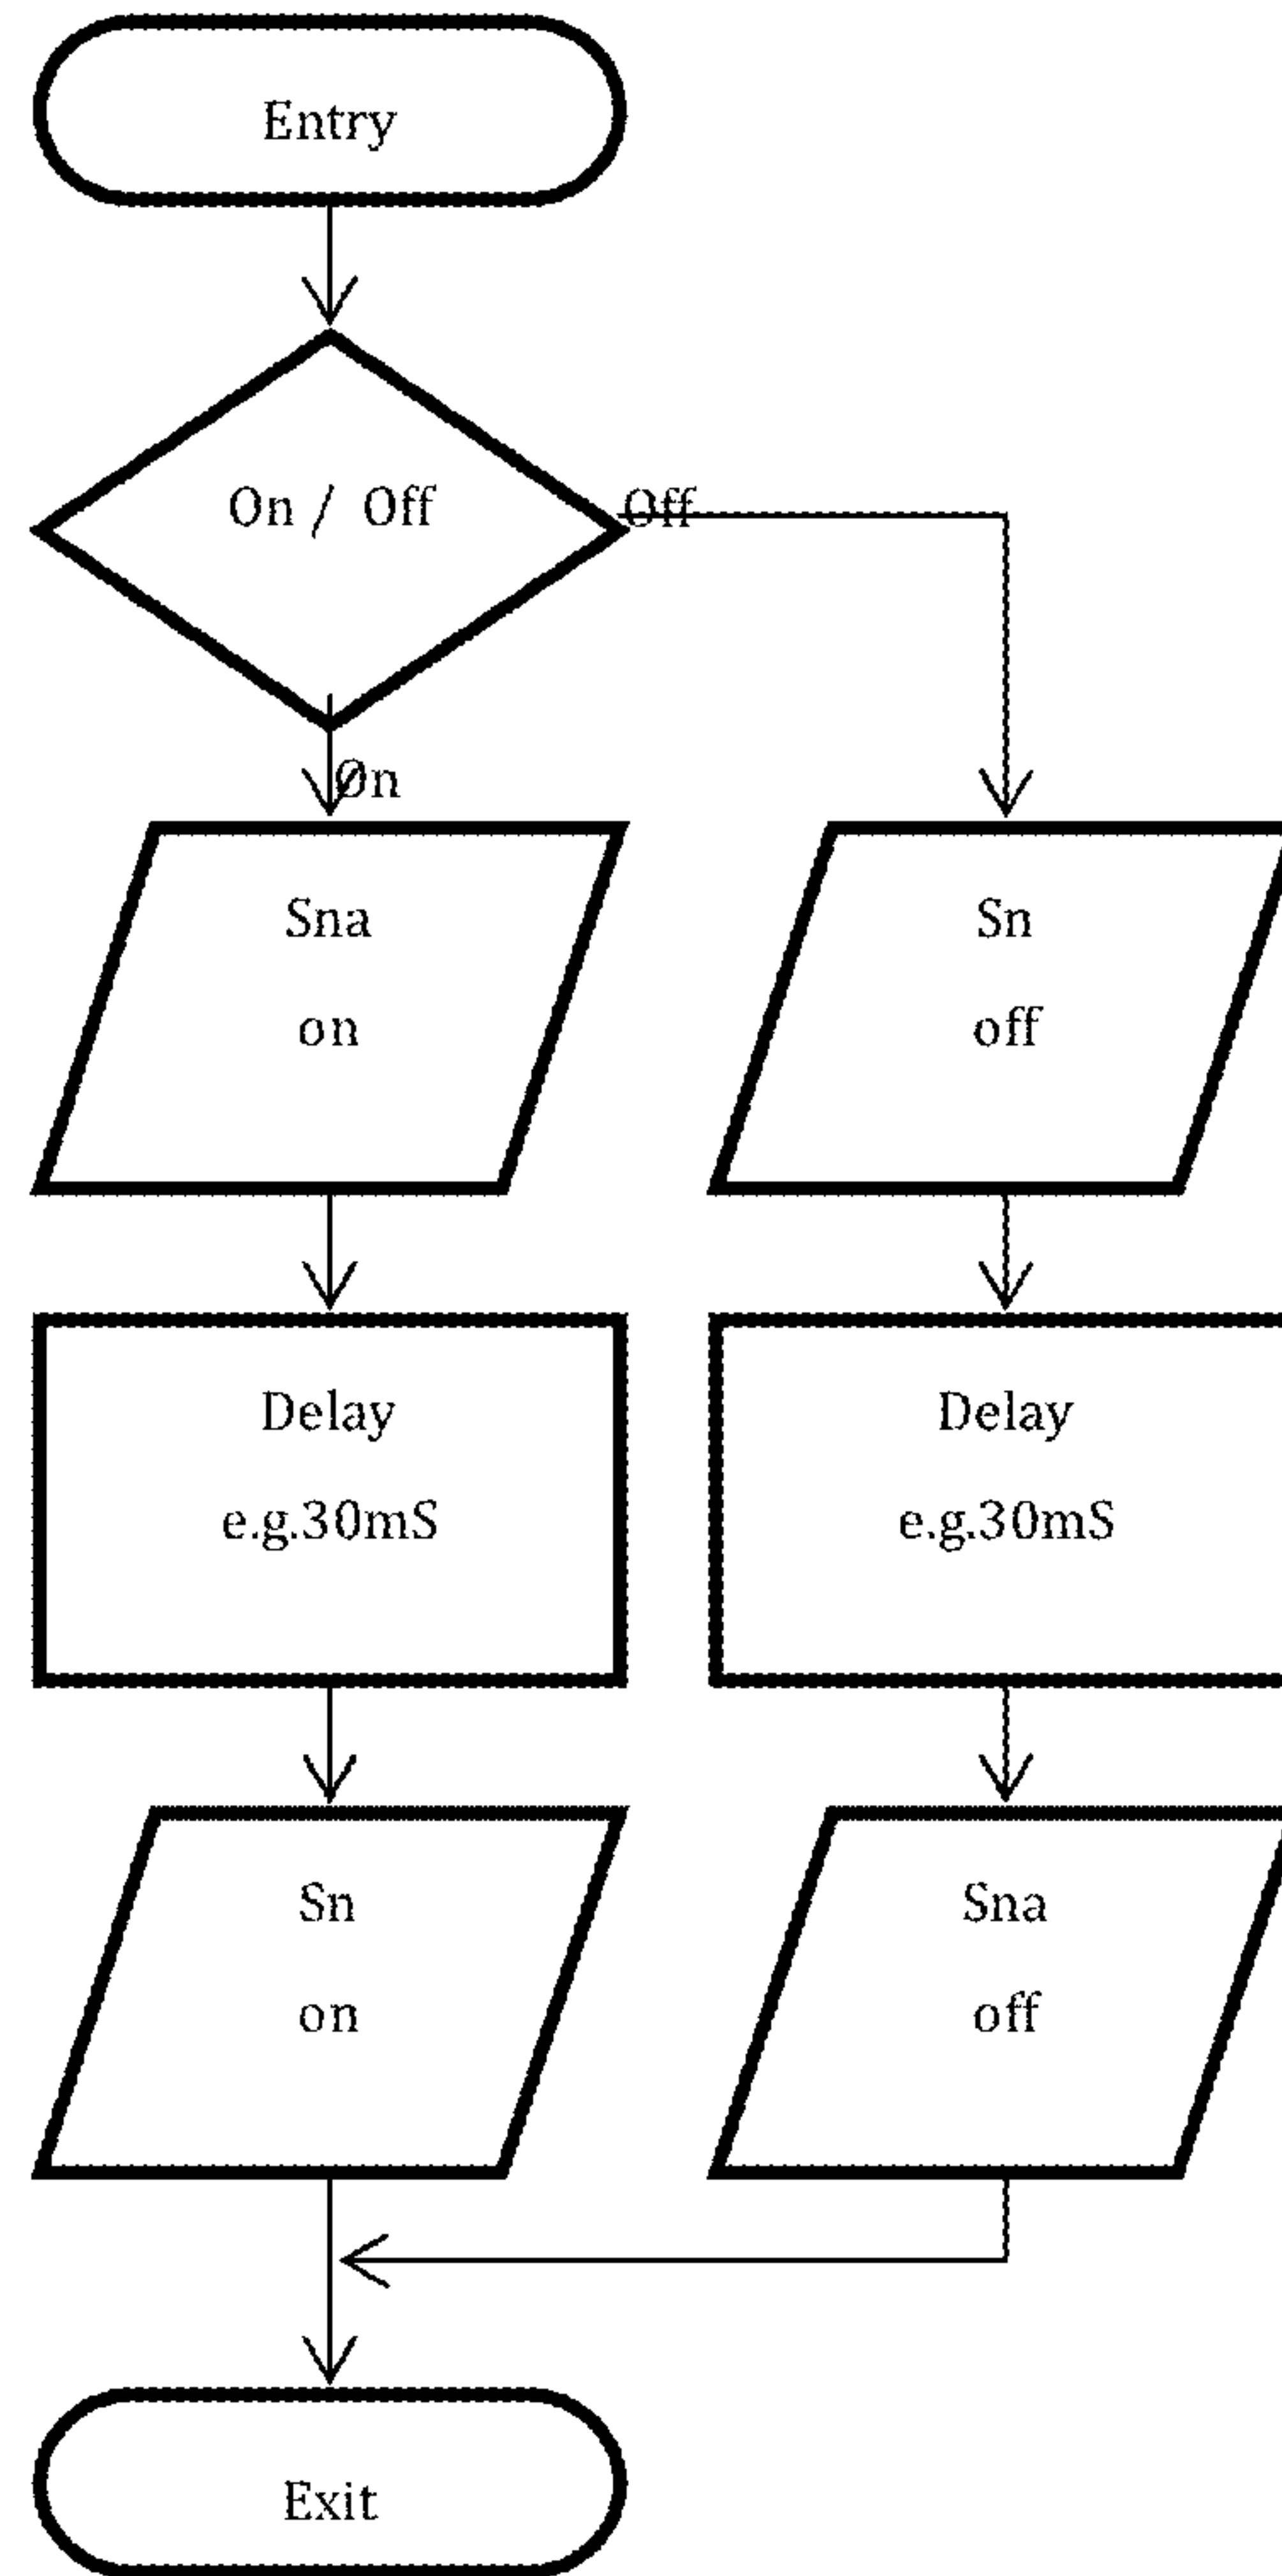 Entry
On / Off
Off
On
Sna
on
Sn
off
Delay
e.g.30mS
Delay
e.g.30mS
Sn
on
Sna
off
Exit